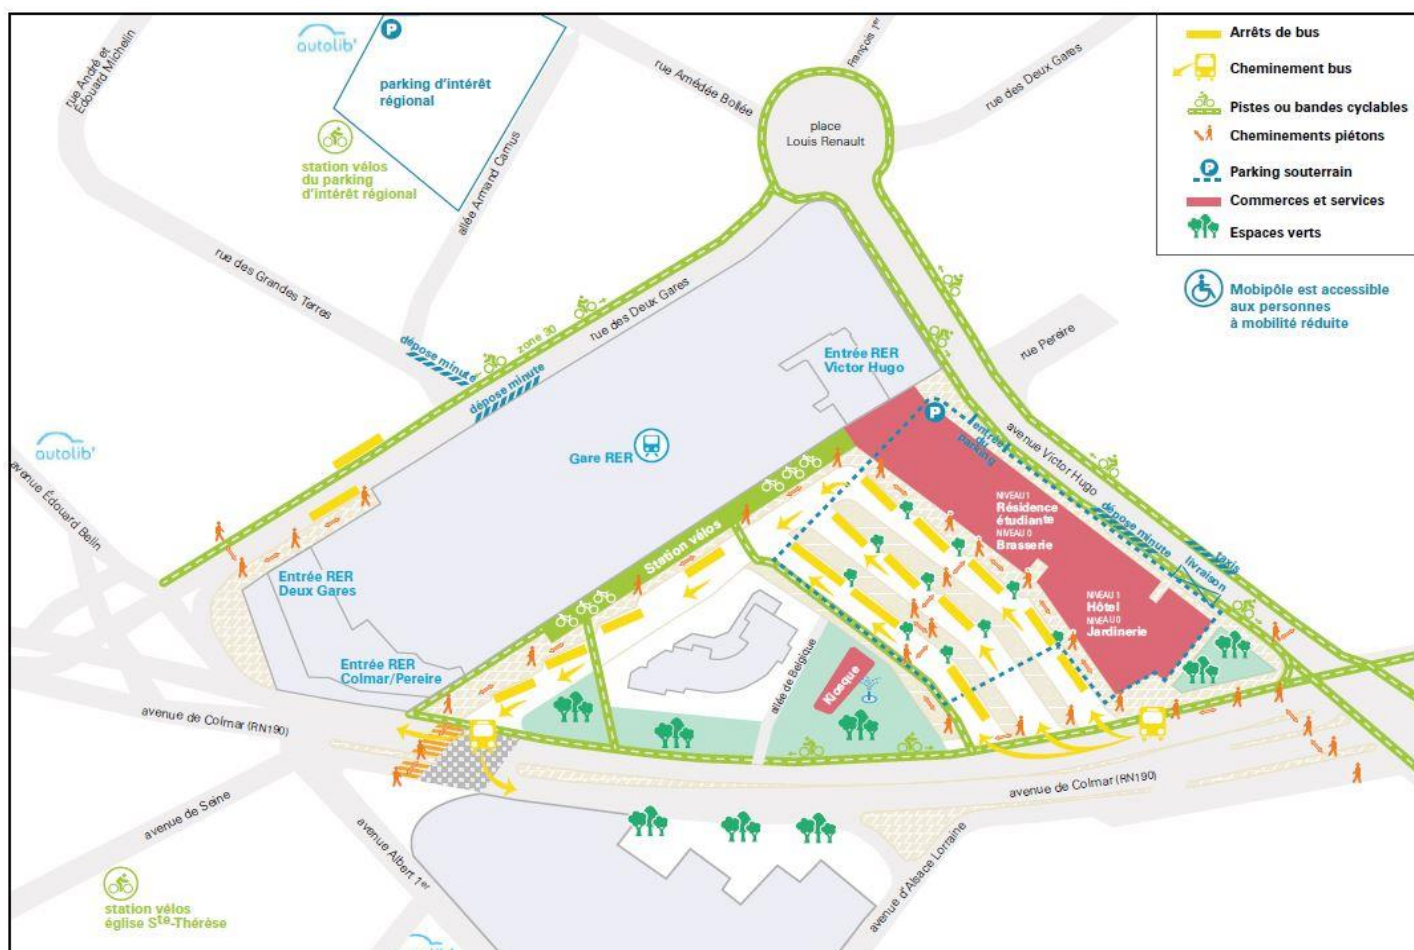 rue André et
Édouard Michelin
autolib'
P
parking d'intérêt
régional
station vélos
du parking
d'intérêt régional
allée Armand Camus
rue Amédée Bollée
François 1er
rue des Deux Gares
place
Louis Renault
Arrêts de bus
Cheminement bus
Pistes ou bandes cyclables
Cheminements piétons
P
Parking souterrain
Commerces et services
Espaces verts
Mobipôle est accessible
aux personnes
à mobilité réduite
rue des Grandes Terres
zone 30
rue des Deux Gares
dépose minute
dépose minute
Entrée RER
Victor Hugo
rue Pereire
P
entrée
du
parking
avenue Victor Hugo
autolib'
avenue Édouard Belin
Gare RER
Station vélos
NIVEAU 1
Résidence
étudiante
NIVEAU 0
Brasserie
dépose minute
taxis
livraison
NIVEAU 1
Hôtel
NIVEAU 0
Jardinerie
Entrée RER
Deux Gares
Entrée RER
Colmar/Pereire
allée de Belgique
Kiosque
avenue de Colmar (RN190)
avenue de Colmar (RN190)
avenue de Seine
avenue Albert 1er
avenue d'Alsace Lorraine
station vélos
église Ste-Thérèse